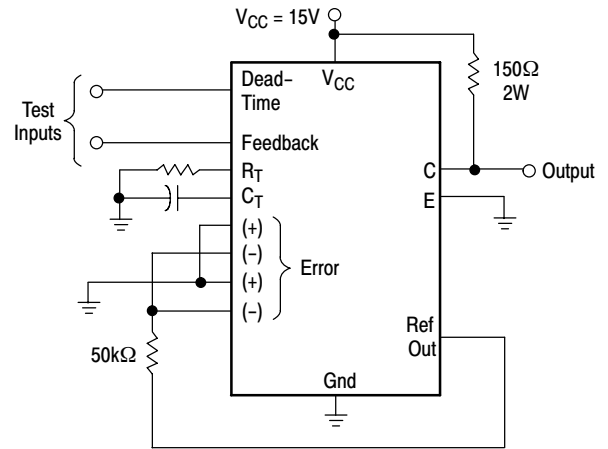 V_CC = 15V
Dead-
Time
V_CC
150Ω
2W
Test
Inputs
Feedback
R_T
C_T
C
Output
E
(+)
(−)
(+)
(−)
Error
Ref
Out
50kΩ
Gnd